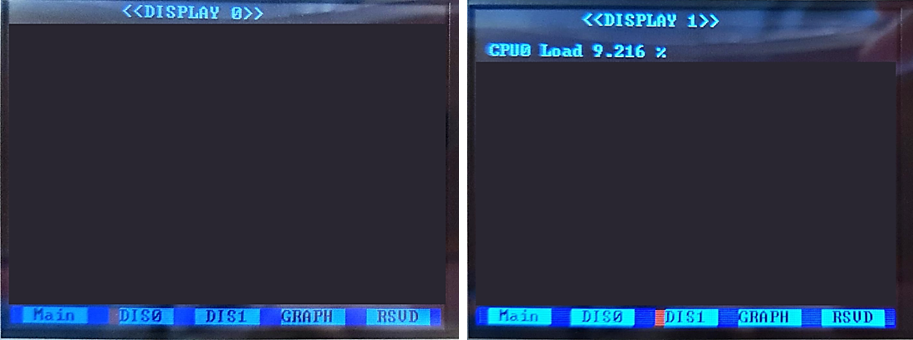 <<DISPLAY 0>>
Main DIS0 DIS1 GRAPH RSVD
<<DISPLAY 1>>
CPU0 Load 9.216 %
Main DIS0 DIS1 GRAPH RSVD